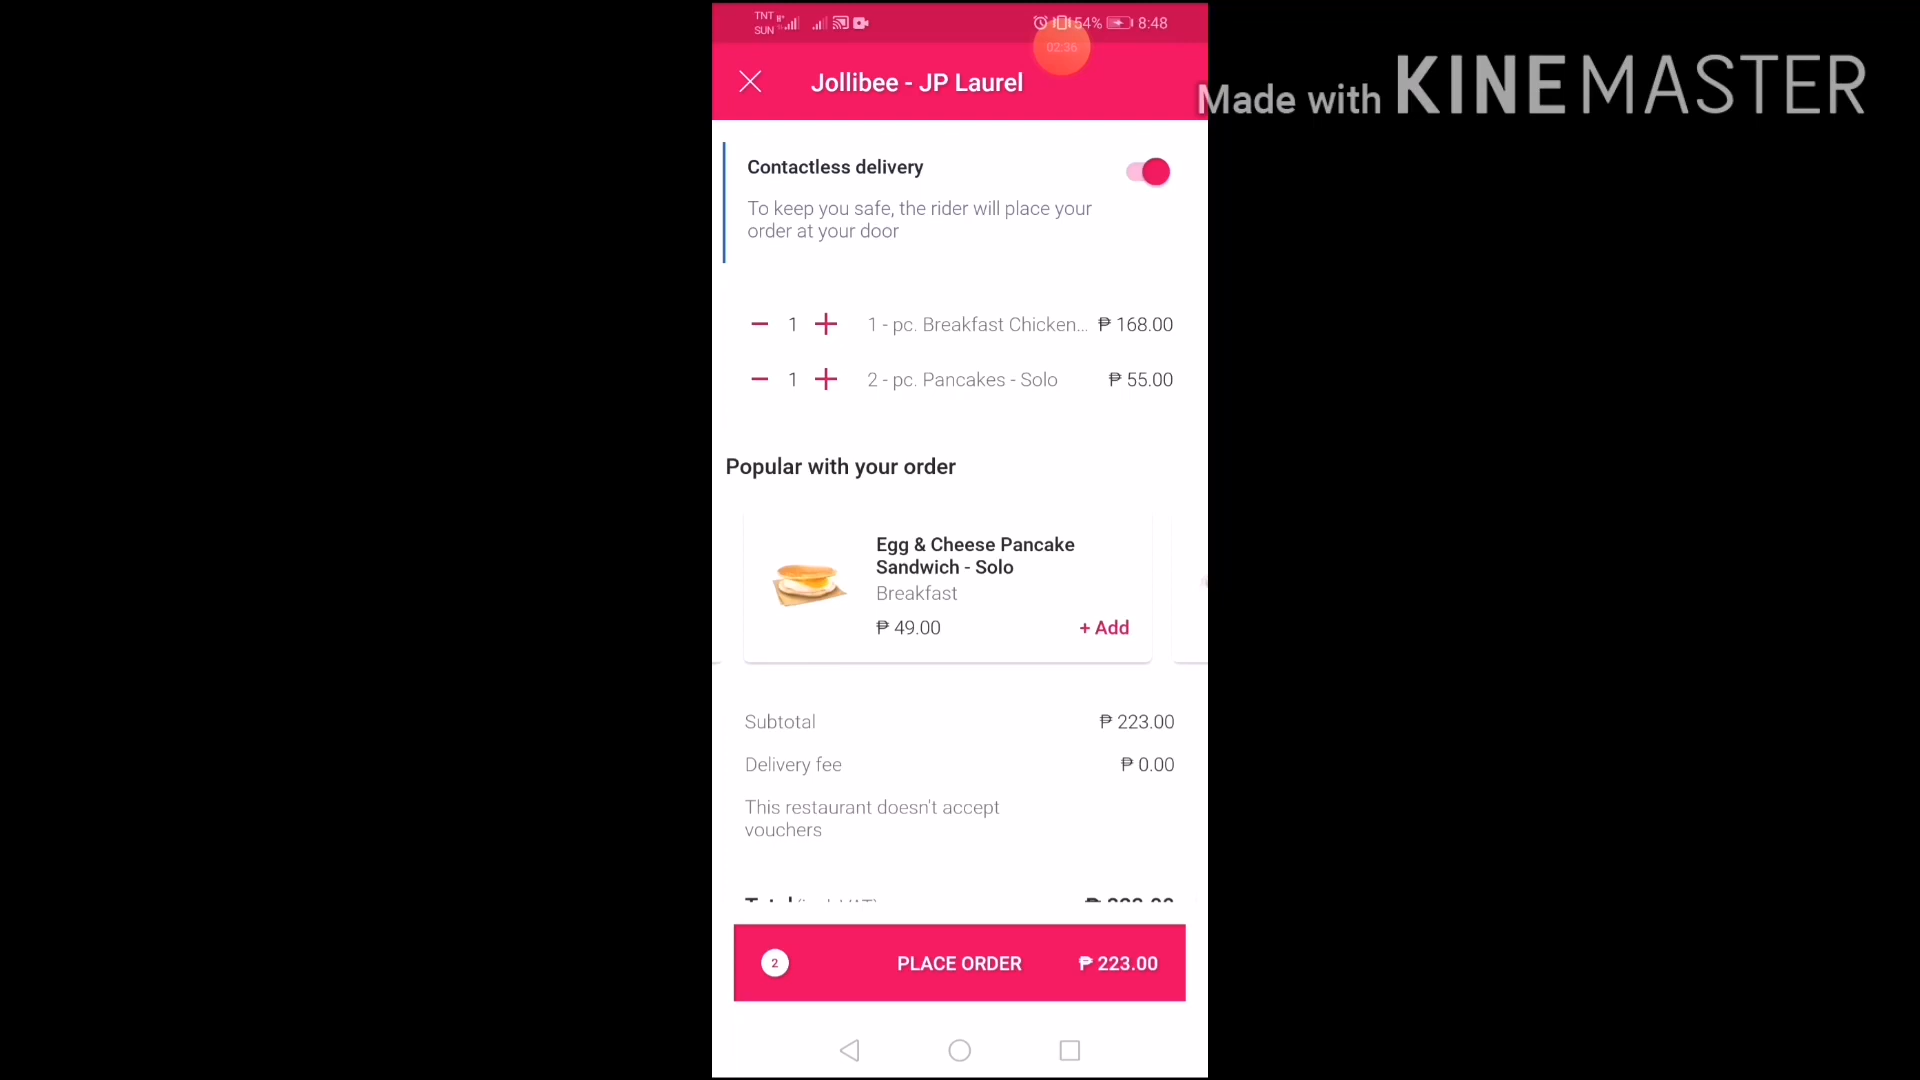 TNT
SUN
54% 8:48
02:36
Jollibee - JP Laurel
Made with KINEMASTER
Contactless delivery
To keep you safe, the rider will place your
order at your door
1 1 - pc. Breakfast Chicken... ₱ 168.00
1 2 - pc. Pancakes - Solo ₱ 55.00
Popular with your order
Egg & Cheese Pancake
Sandwich - Solo
Breakfast
₱ 49.00 + Add
Subtotal ₱ 223.00
Delivery fee ₱ 0.00
This restaurant doesn't accept
vouchers
2 PLACE ORDER ₱ 223.00